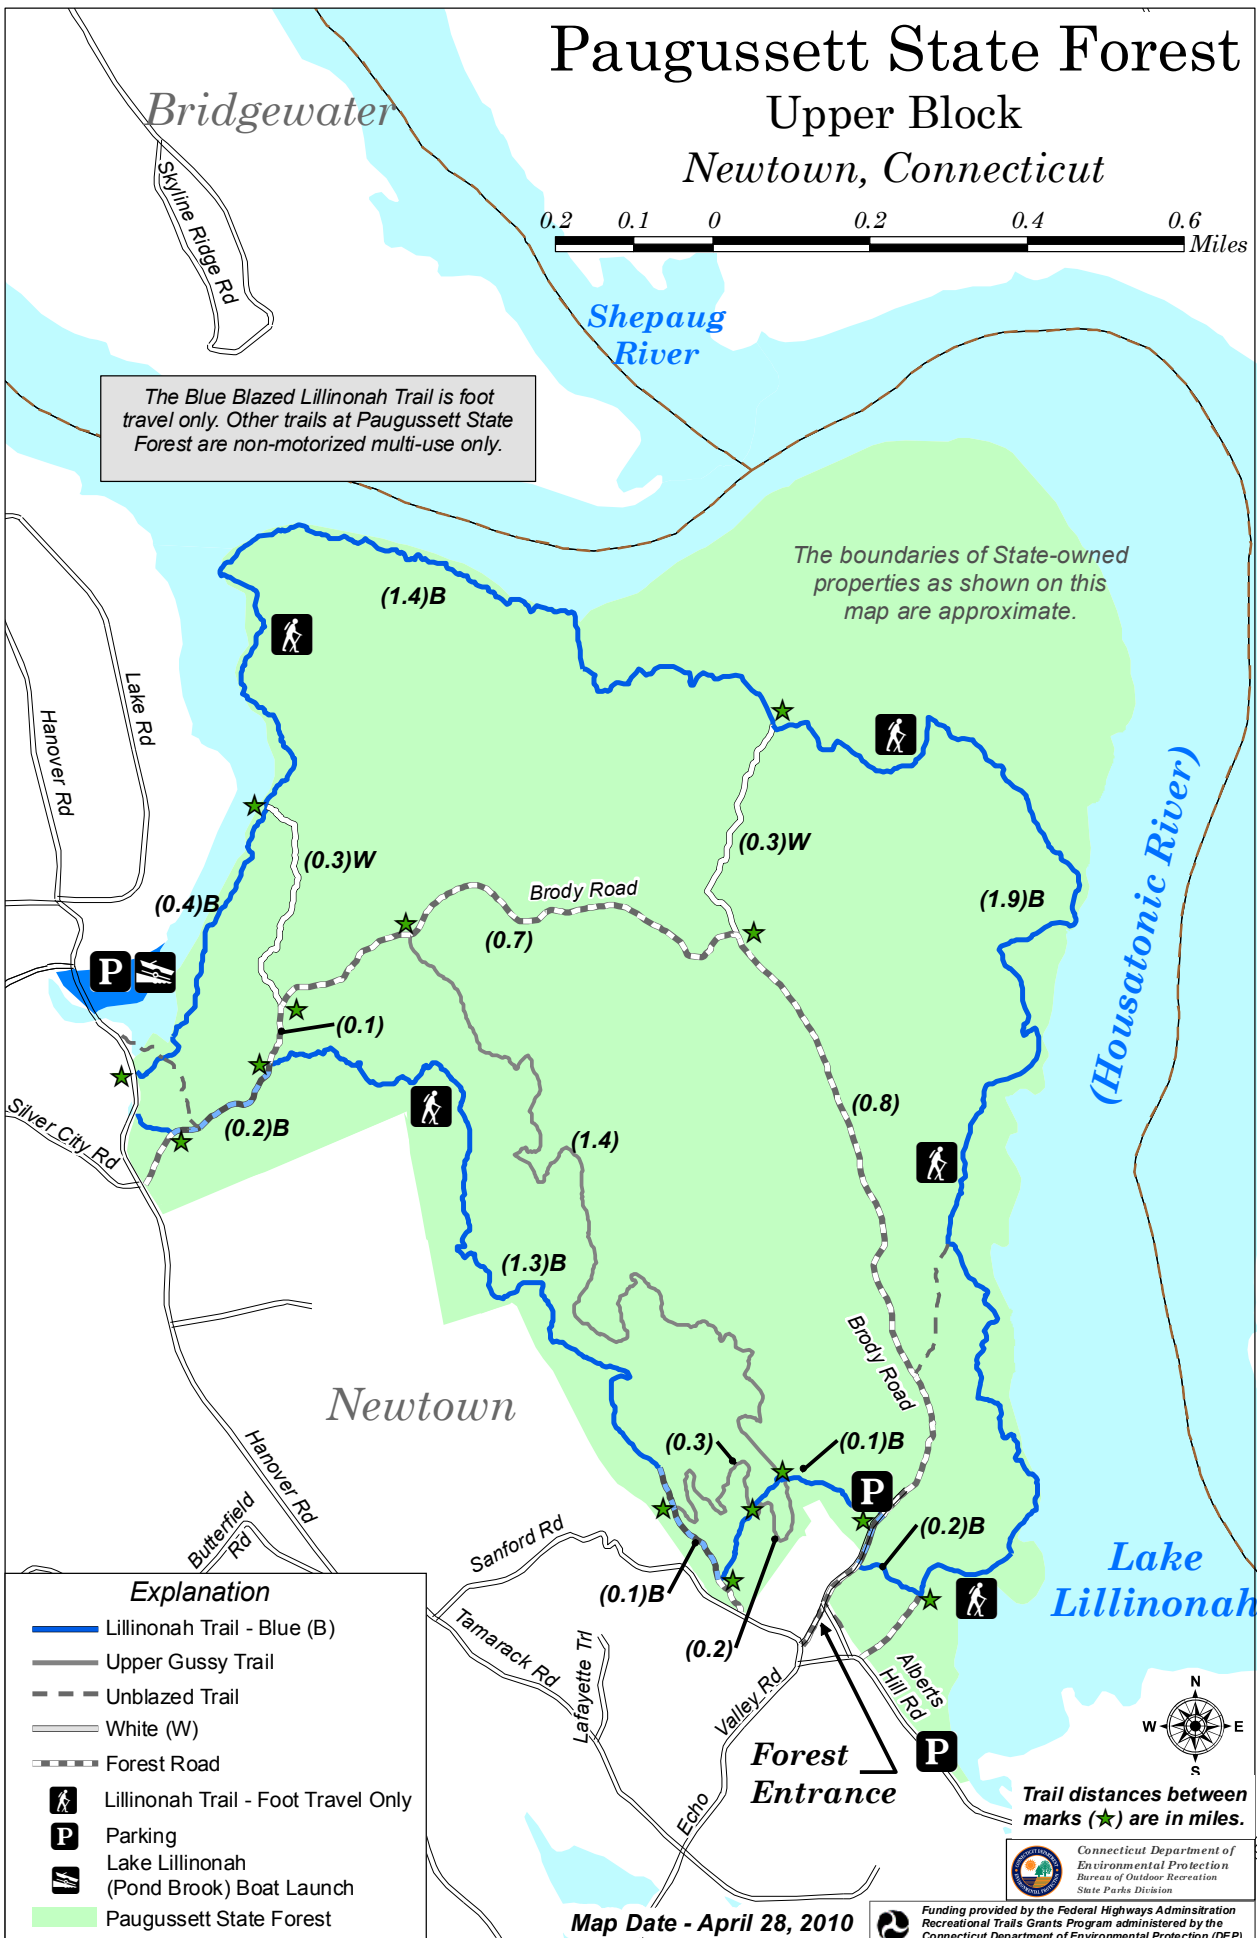 Paugussett State Forest
Upper Block
Newtown, Connecticut
0.2 0.1 0 0.2 0.4 0.6
Miles
Bridgewater
Skyline Ridge Rd
Shepaug
River
The Blue Blazed Lillinonah Trail is foot
travel only. Other trails at Paugussett State
Forest are non-motorized multi-use only.
The boundaries of State-owned
properties as shown on this
map are approximate.
(1.4)B
Lake Rd
Hanover Rd
(0.3)W
(0.3)W
(0.4)B
Brody Road
(0.7)
(1.9)B
(Housatonic River)
P
(0.1)
(0.8)
Silver City Rd
(0.2)B
(1.4)
(1.3)B
Brody Road
Newtown
Hanover Rd
(0.3)
(0.1)B
P
Butterfield
Rd
Sanford Rd
(0.2)B
(0.1)B
Lake
Lillinonah
Tamarack Rd
Lafayette Trl
(0.2)
Valley Rd
Echo
Alberts
Hill Rd
Forest
Entrance
P
N
W E
S
Explanation
Lillinonah Trail - Blue (B)
Upper Gussy Trail
Unblazed Trail
White (W)
Forest Road
Lillinonah Trail - Foot Travel Only
P Parking
Lake Lillinonah
(Pond Brook) Boat Launch
Paugussett State Forest
Trail distances between
marks (★) are in miles.
Connecticut Department of
Environmental Protection
Bureau of Outdoor Recreation
State Parks Division
Map Date - April 28, 2010
Funding provided by the Federal Highways Adminsitration
Recreational Trails Grants Program administered by the
Connecticut Department of Environmental Protection (DEP)